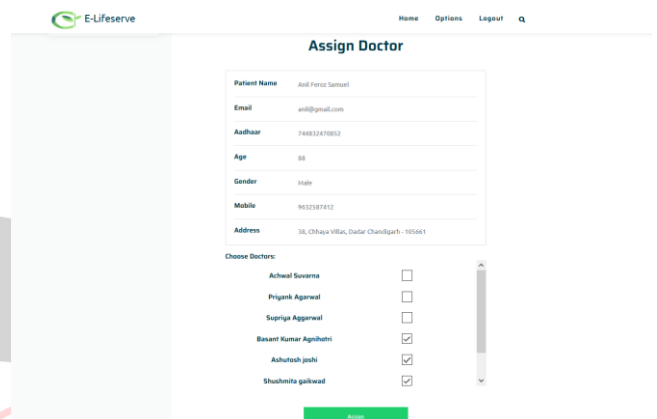 E-Lifeserve
Home Options Logout
Assign Doctor
Patient Name Anil Feroz Samuel
Email anil@gmail.com
Aadhaar 744832470852
Age 88
Gender Male
Mobile 9632587412
Address 38, Chhaya Villas, Dadar Chandigarh - 105661
Choose Doctors:
Achwal Suvarna
Priyank Agarwal
Supriya Aggarwal
Basant Kumar Agnihotri
Ashutosh joshi
Shushmita gaikwad
Assign